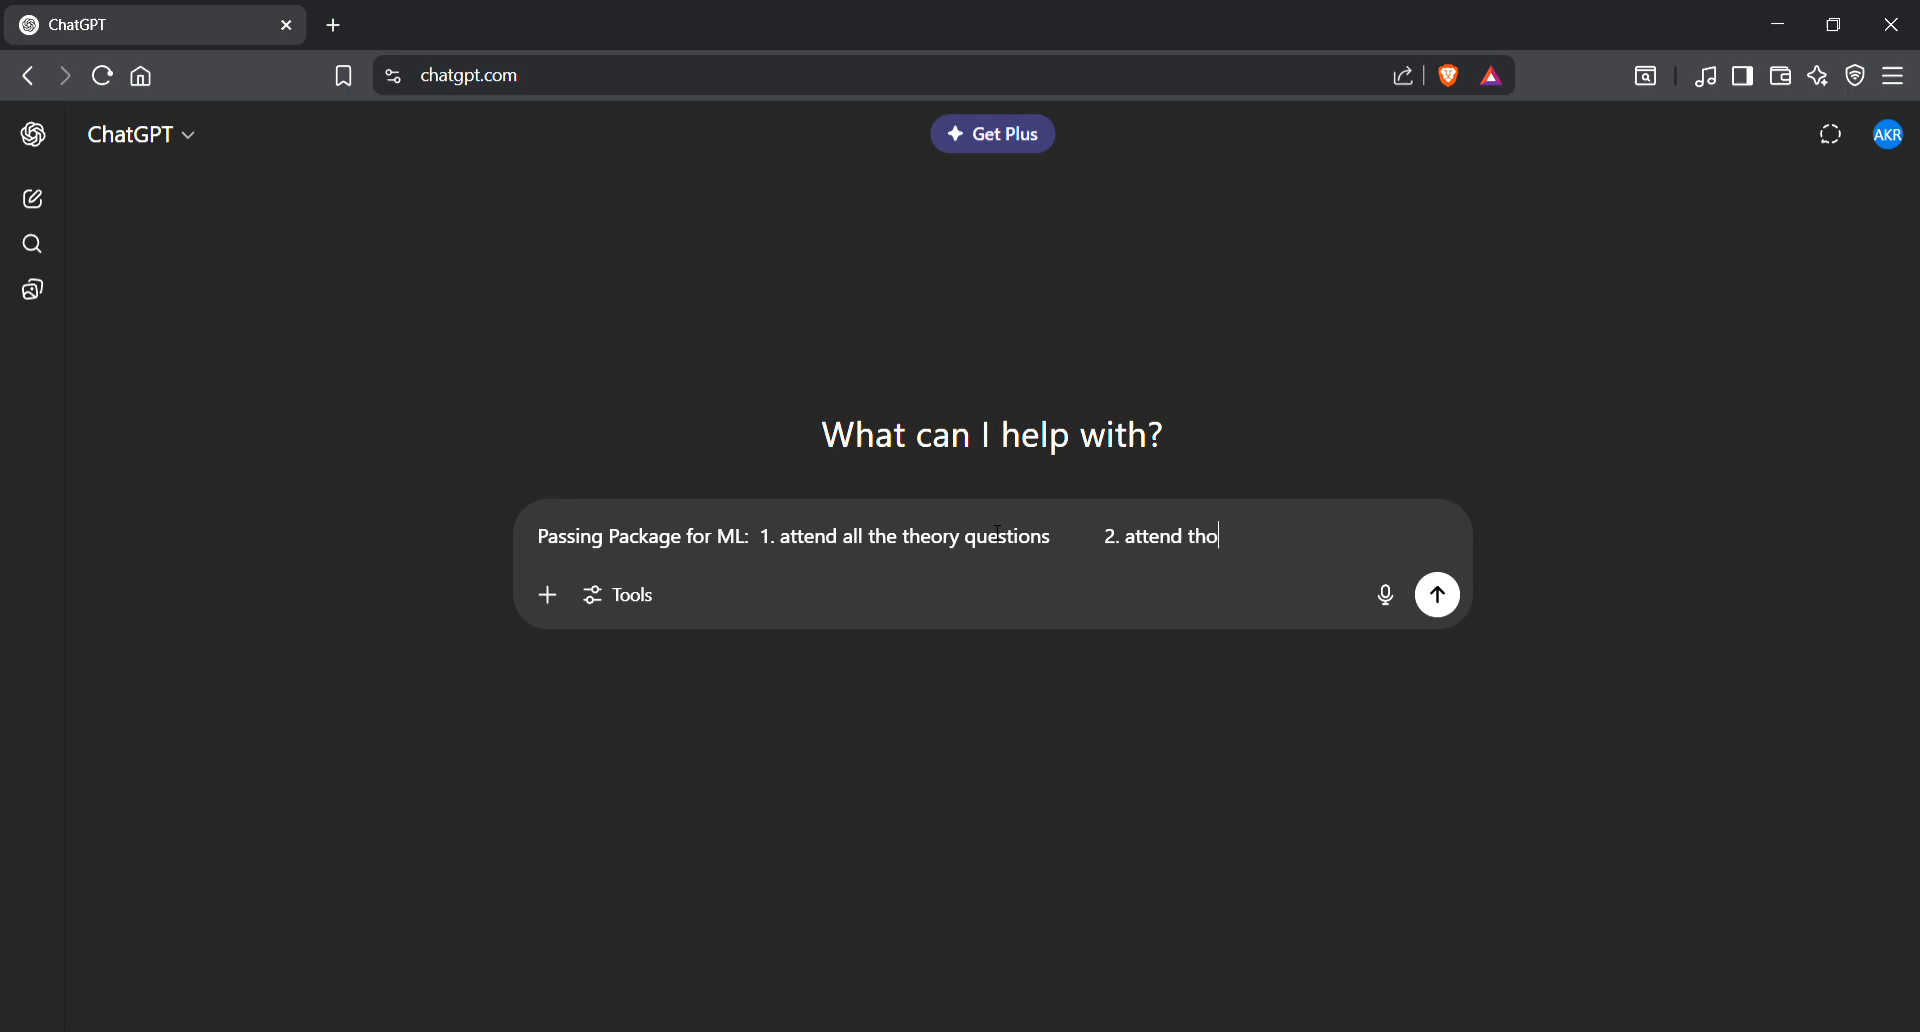 ChatGPT
chatgpt.com
ChatGPT
Get Plus
AKR
What can I help with?
Passing Package for ML: 1. attend all the theory questions 2. attend tho
Tools